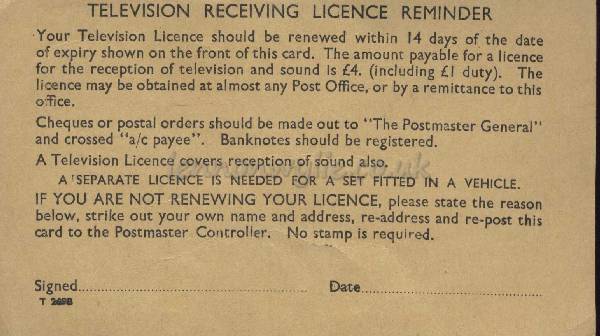 TELEVISION RECEIVING LICENCE REMINDER
Your Television Licence should be renewed within 14 days of the date
of expiry shown on the front of this card. The amount payable for a licence
for the reception of television and sound is £4. (including £1 duty). The
licence may be obtained at almost any Post Office, or by a remittance to this
office.
Cheques or postal orders should be made out to "The Postmaster General"
and crossed "a/c payee". Banknotes should be registered.
A Television Licence covers reception of sound also.
A SEPARATE LICENCE IS NEEDED FOR A SET FITTED IN A VEHICLE.
IF YOU ARE NOT RENEWING YOUR LICENCE, please state the reason
below, strike out your own name and address, re-address and re-post this
card to the Postmaster Controller. No stamp is required.
Signed.......................................................... Date..............................................
T 269B